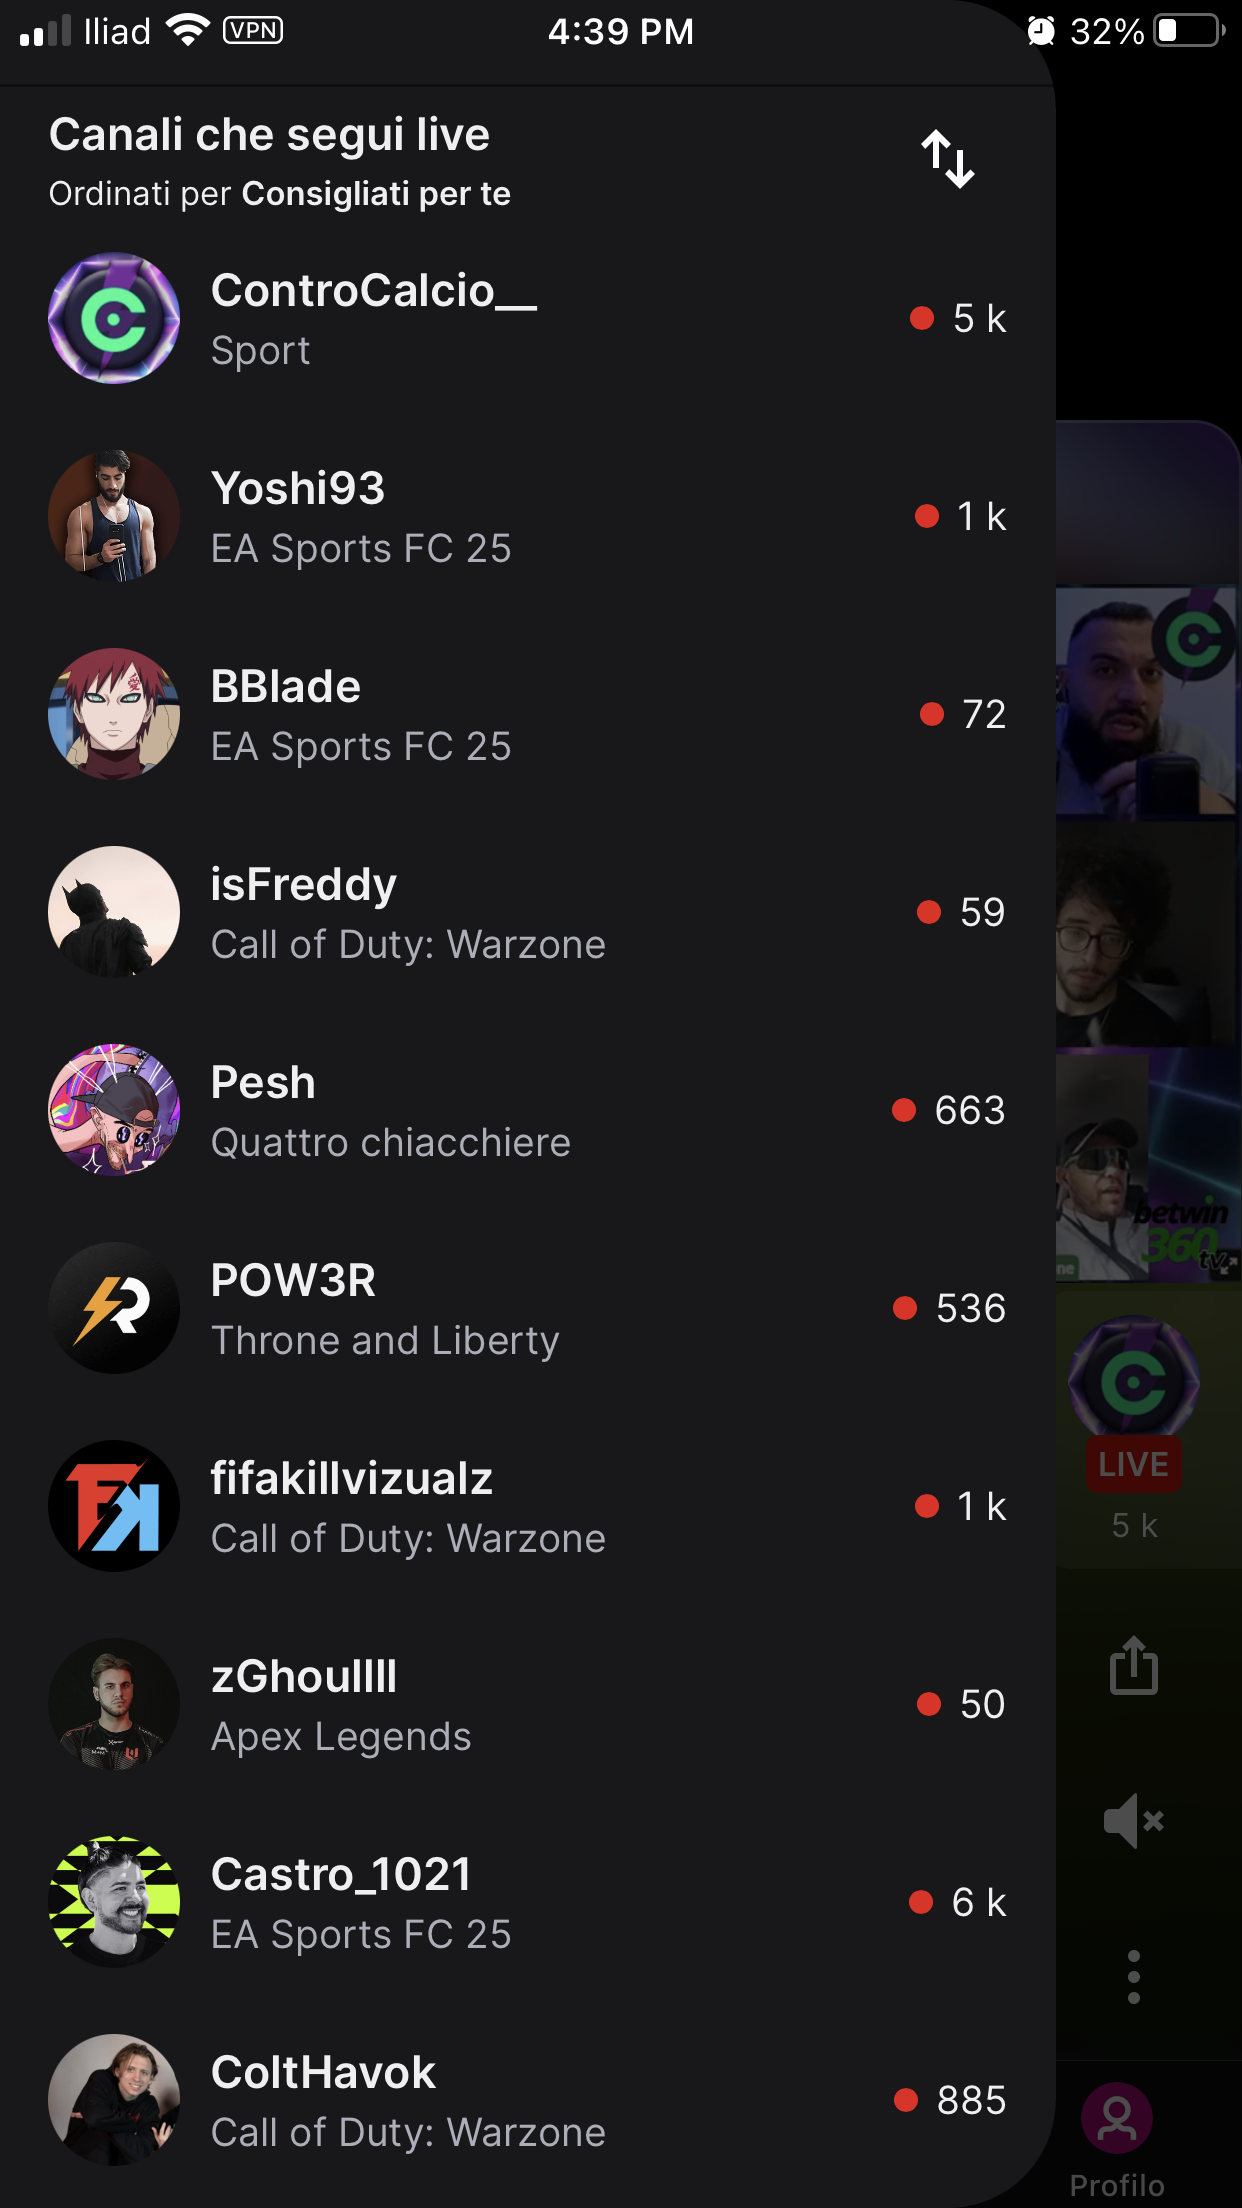 Iliad VPN 4:39 PM 32%
Canali che segui live
Ordinati per Consigliati per te
ControCalcio__
Sport
5 k
Yoshi93
EA Sports FC 25
1 k
BBlade
EA Sports FC 25
72
isFreddy
Call of Duty: Warzone
59
Pesh
Quattro chiacchiere
663
POW3R
Throne and Liberty
536
fifakillvizualz
Call of Duty: Warzone
1 k
zGhoullll
Apex Legends
50
Castro_1021
EA Sports FC 25
6 k
ColtHavok
Call of Duty: Warzone
885
betwin
360
tv
LIVE
5 k
Profilo